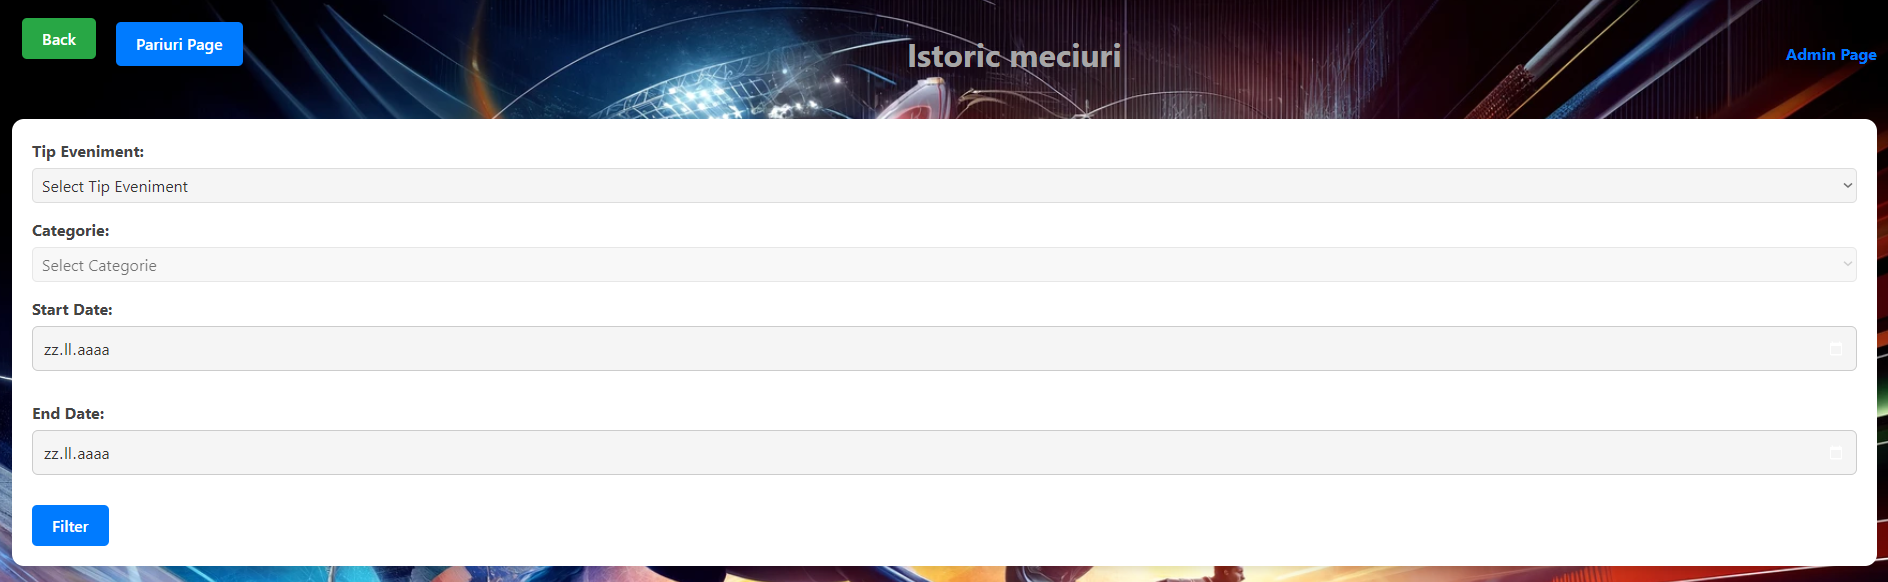 Back
Pariuri Page
Istoric meciuri
Admin Page
Tip Eveniment:
Select Tip Eveniment
Categorie:
Select Categorie
Start Date:
zz.ll.aaaa
End Date:
zz.ll.aaaa
Filter